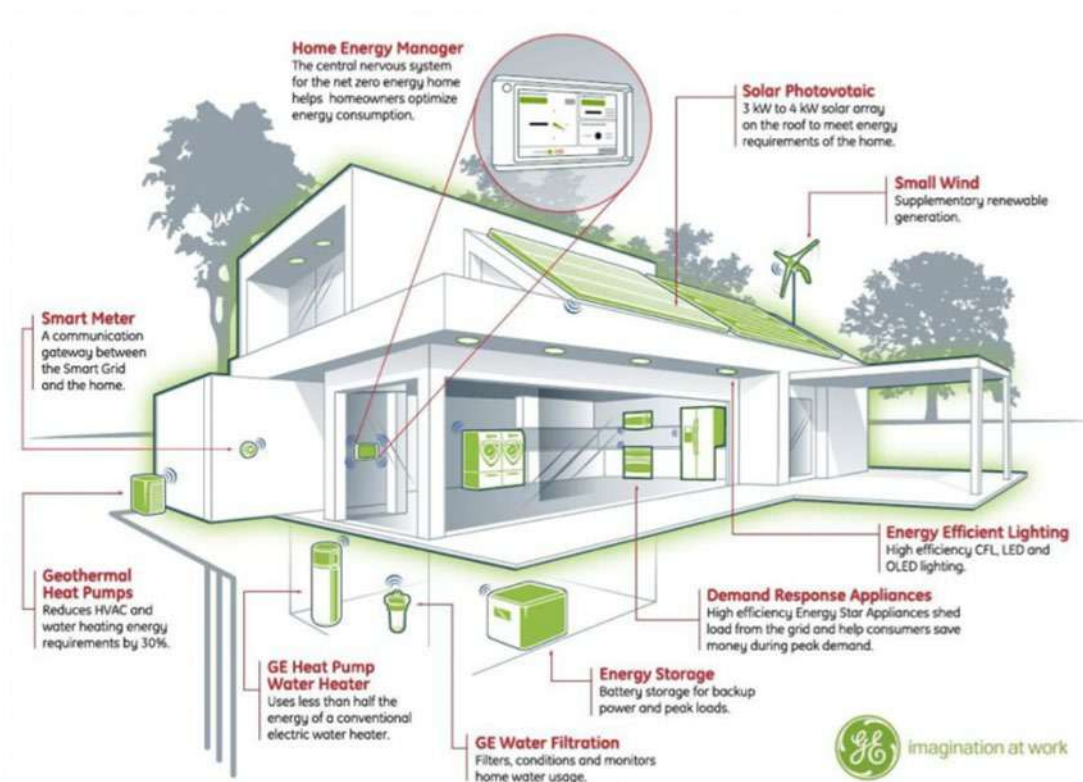 Home Energy Manager
The central nervous system
for the net zero energy home
helps homeowners optimize
energy consumption.
Solar Photovotaic
3 kW to 4 kW solar array
on the roof to meet energy
requirements of the home.
Small Wind
Supplementary renewable
generation.
Smart Meter
A communication
gateway between
the Smart Grid
and the home.
Energy Efficient Lighting
High efficiency CFL, LED and
OLED lighting.
Geothermal
Heat Pumps
Reduces HVAC and
water heating energy
requirements by 30%.
Demand Response Appliances
High efficiency Energy Star Appliances shed
load from the grid and help consumers save
money during peak demand.
GE Heat Pump
Water Heater
Uses less than half the
energy of a conventional
electric water heater.
Energy Storage
Battery storage for backup
power and peak loads.
GE Water Filtration
Filters, conditions and monitors
home water usage.
GE
imagination at work